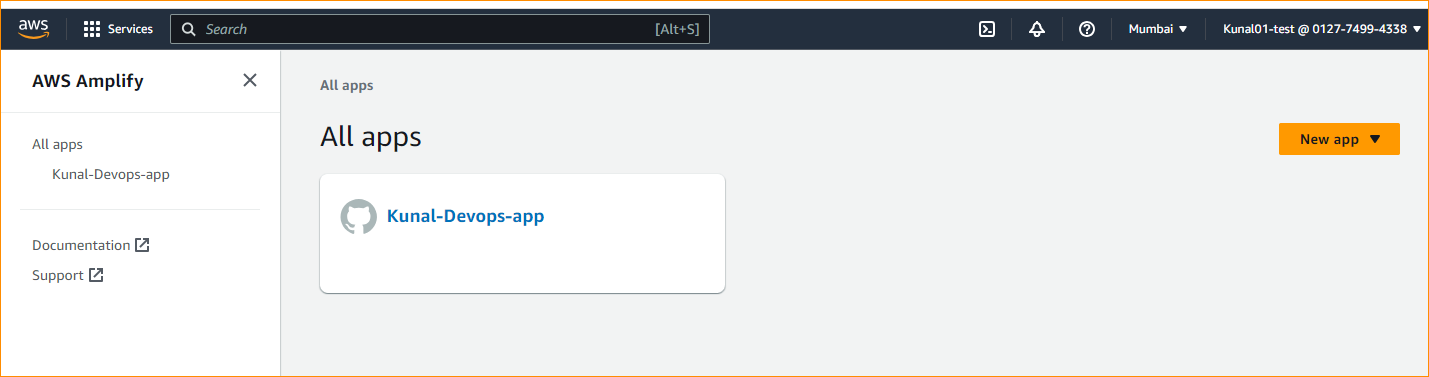 aws Services Search [Alt+S] Mumbai Kunal01-test @ 0127-7499-4338
AWS Amplify
All apps
Kunal-Devops-app
Documentation
Support
All apps
All apps
New app
Kunal-Devops-app